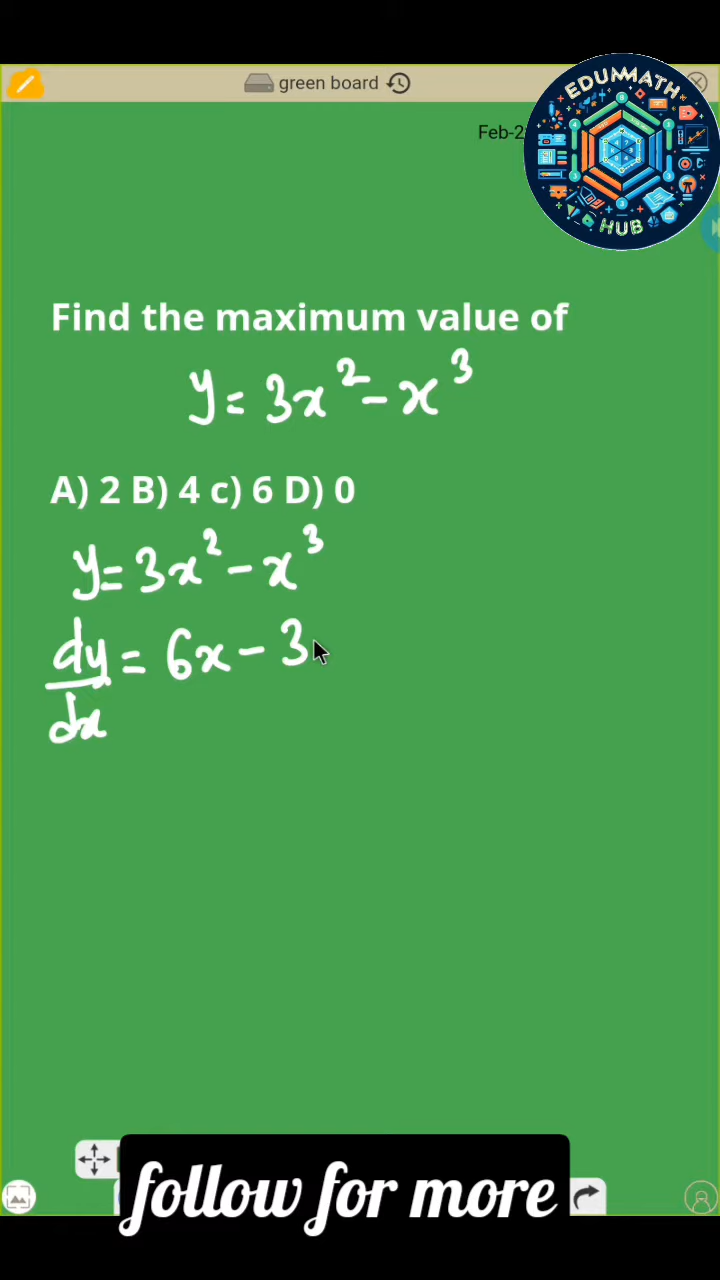 green board
EDUMMATH
HUB
Feb-2
Find the maximum value of
y = 3x² - x³
A) 2 B) 4 c) 6 D) 0
y = 3x² - x³
dy/dx = 6x - 3
follow for more